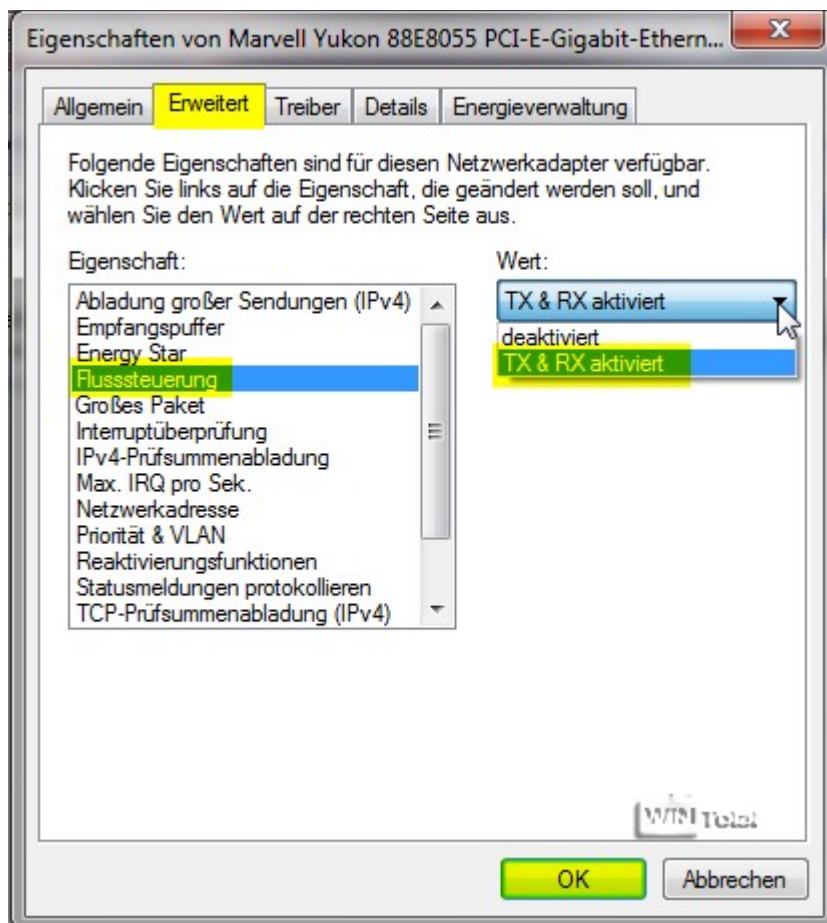 Eigenschaften von Marvell Yukon 88E8055 PCI-E-Gigabit-Ethern...
Allgemein Erweitert Treiber Details Energieverwaltung
Folgende Eigenschaften sind für diesen Netzwerkadapter verfügbar.
Klicken Sie links auf die Eigenschaft, die geändert werden soll, und
wählen Sie den Wert auf der rechten Seite aus.
Eigenschaft:
Abladung großer Sendungen (IPv4)
Empfangspuffer
Energy Star
Flusssteuerung
Großes Paket
Interruptüberprüfung
IPv4-Prüfsummenabladung
Max. IRQ pro Sek.
Netzwerkadresse
Priorität & VLAN
Reaktivierungsfunktionen
Statusmeldungen protokollieren
TCP-Prüfsummenabladung (IPv4)
Wert:
TX & RX aktiviert
deaktiviert
TX & RX aktiviert
WIN
OK Abbrechen